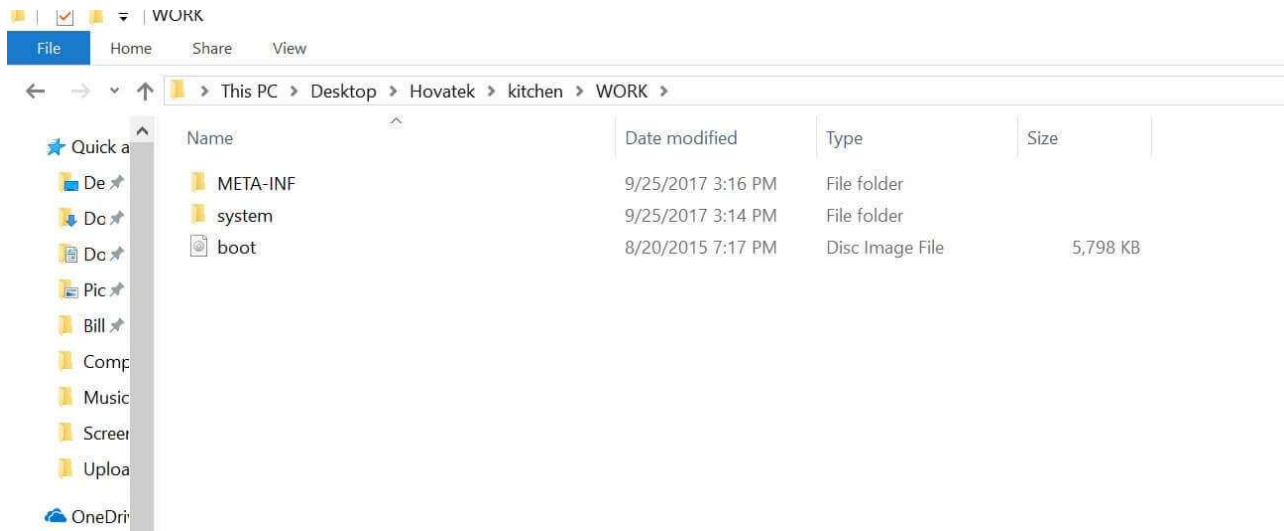 WORK
File Home Share View
This PC > Desktop > Hovatek > kitchen > WORK >
Name Date modified Type Size
Quick a
De
Do
Do
Pic
Bill
Comp
Music
Screer
Uploa
OneDri
META-INF 9/25/2017 3:16 PM File folder
system 9/25/2017 3:14 PM File folder
boot 8/20/2015 7:17 PM Disc Image File 5,798 KB